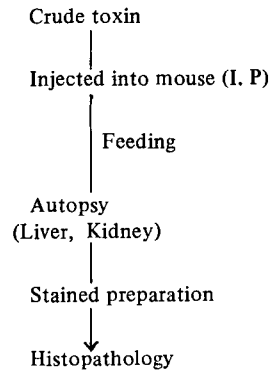 Crude toxin
Injected into mouse (I. P)
Feeding
Autopsy
(Liver, Kidney)
Stained preparation
Histopathology